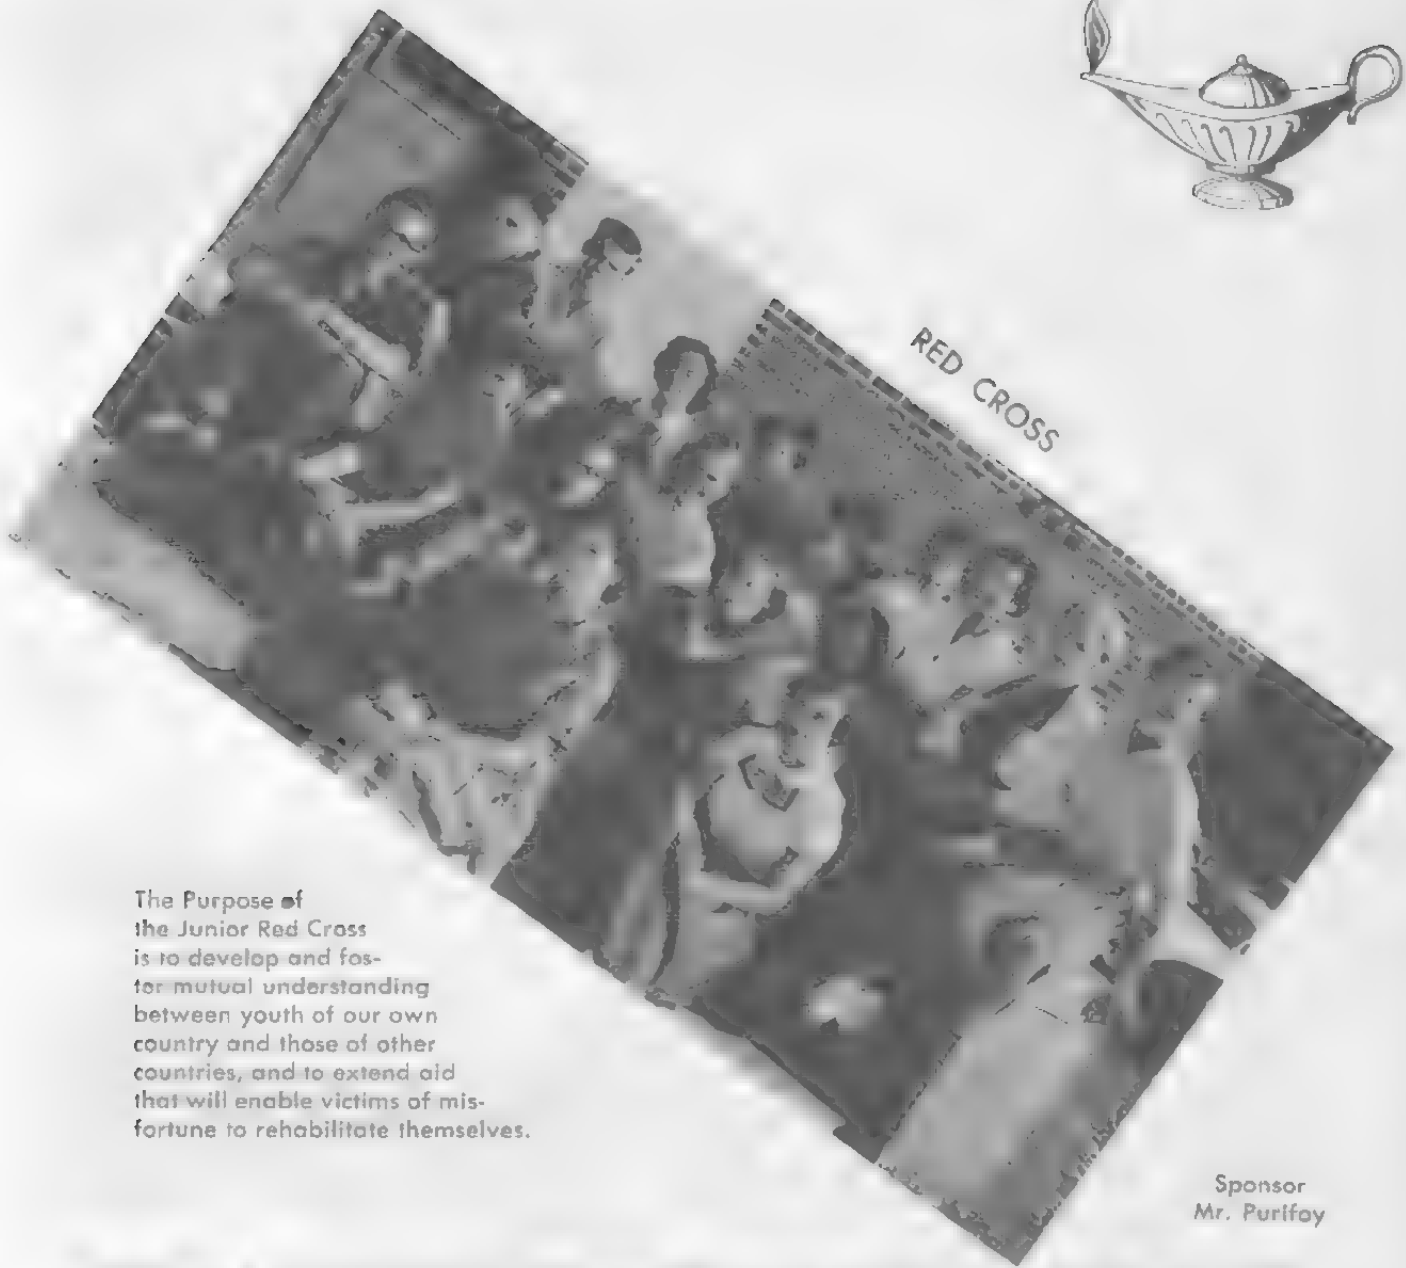 RED CROSS
The Purpose of
the Junior Red Cross
is to develop and fos-
ter mutual understanding
between youth of our own
country and those of other
countries, and to extend aid
that will enable victims of mis-
fortune to rehabilitate themselves.
Sponsor
Mr. Purifoy